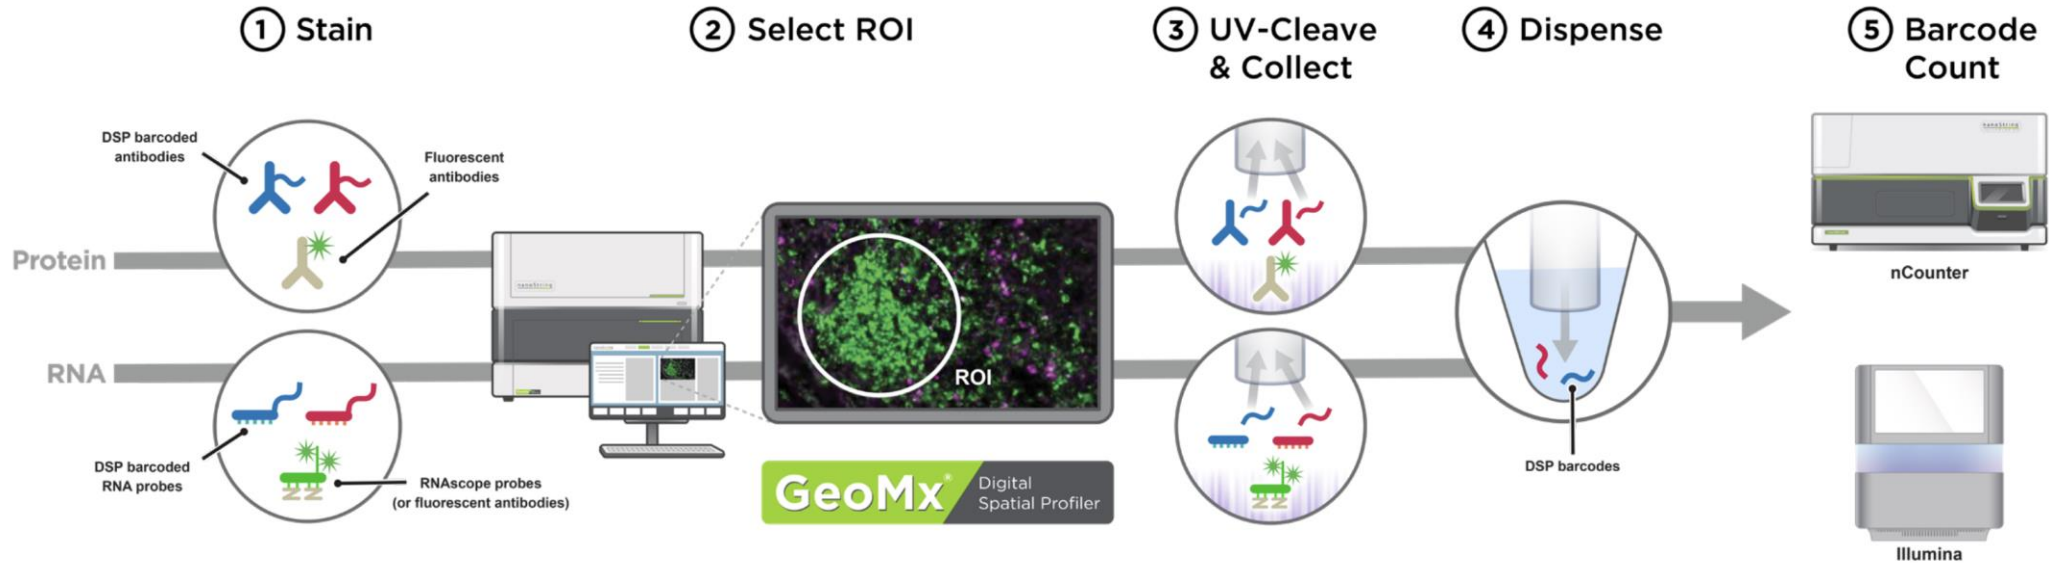 1 Stain
2 Select ROI
3 UV-Cleave
& Collect
4 Dispense
5 Barcode
Count
DSP barcoded
antibodies
Fluorescent
antibodies
Protein
RNA
DSP barcoded
RNA probes
RNAscope probes
(or fluorescent antibodies)
nanoString
ROI
GeoMx®
Digital
Spatial Profiler
DSP barcodes
nanoString
nCounter
Illumina